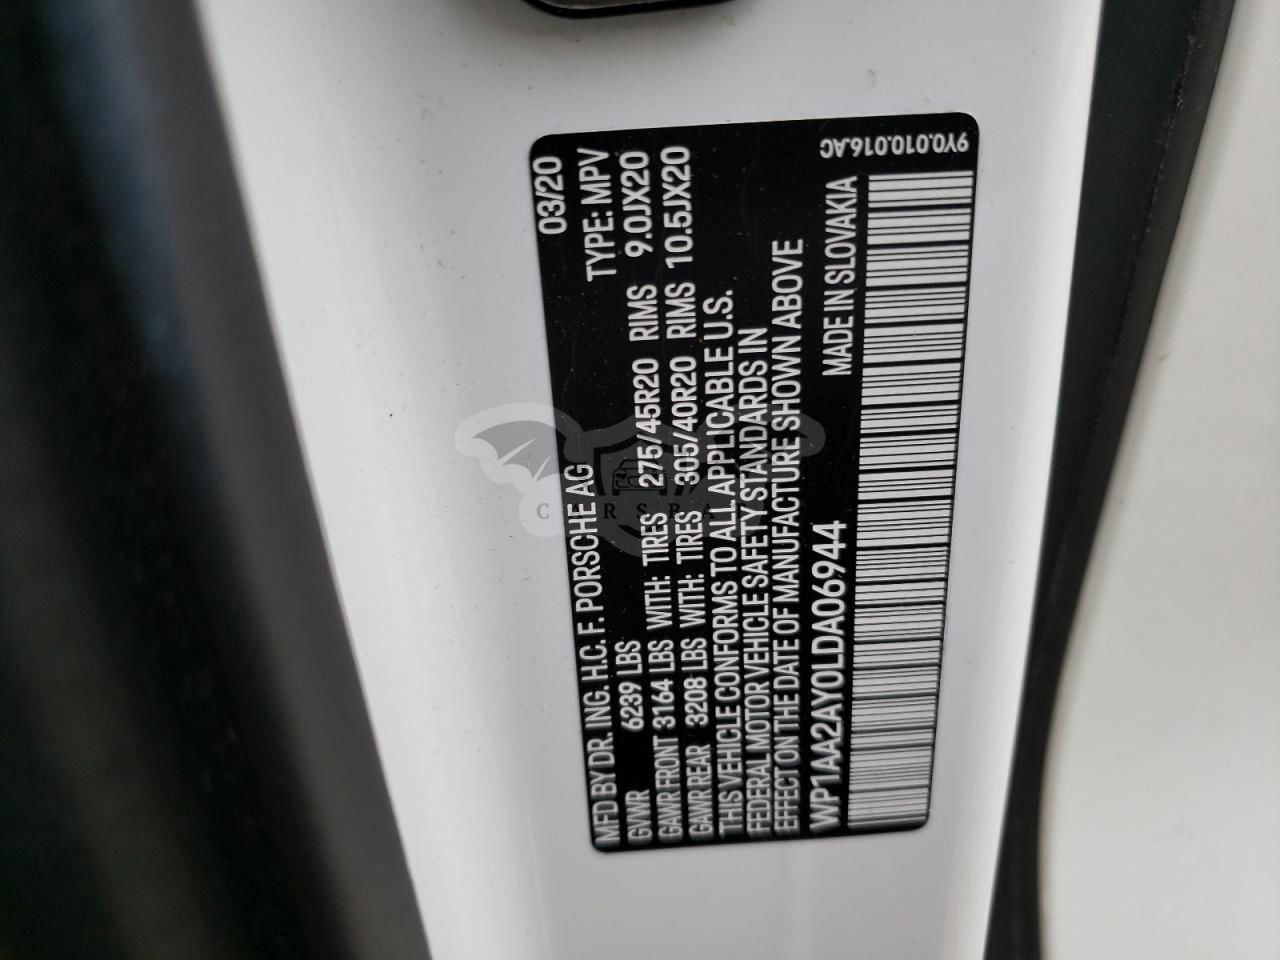 MFD BY DR. ING. H.C. F. PORSCHE AG 03/20
GVWR 6239 LBS TYPE: MPV
GAWR FRONT 3164 LBS WITH: TIRES 275/45R20 RIMS 9.0JX20
GAWR REAR 3208 LBS WITH: TIRES 305/40R20 RIMS 10.5JX20
THIS VEHICLE CONFORMS TO ALL APPLICABLE U.S.
FEDERAL MOTOR VEHICLE SAFETY STANDARDS IN
EFFECT ON THE DATE OF MANUFACTURE SHOWN ABOVE
WP1AA2AY0LDA06944 MADE IN SLOVAKIA
9Y0.010.016.AC